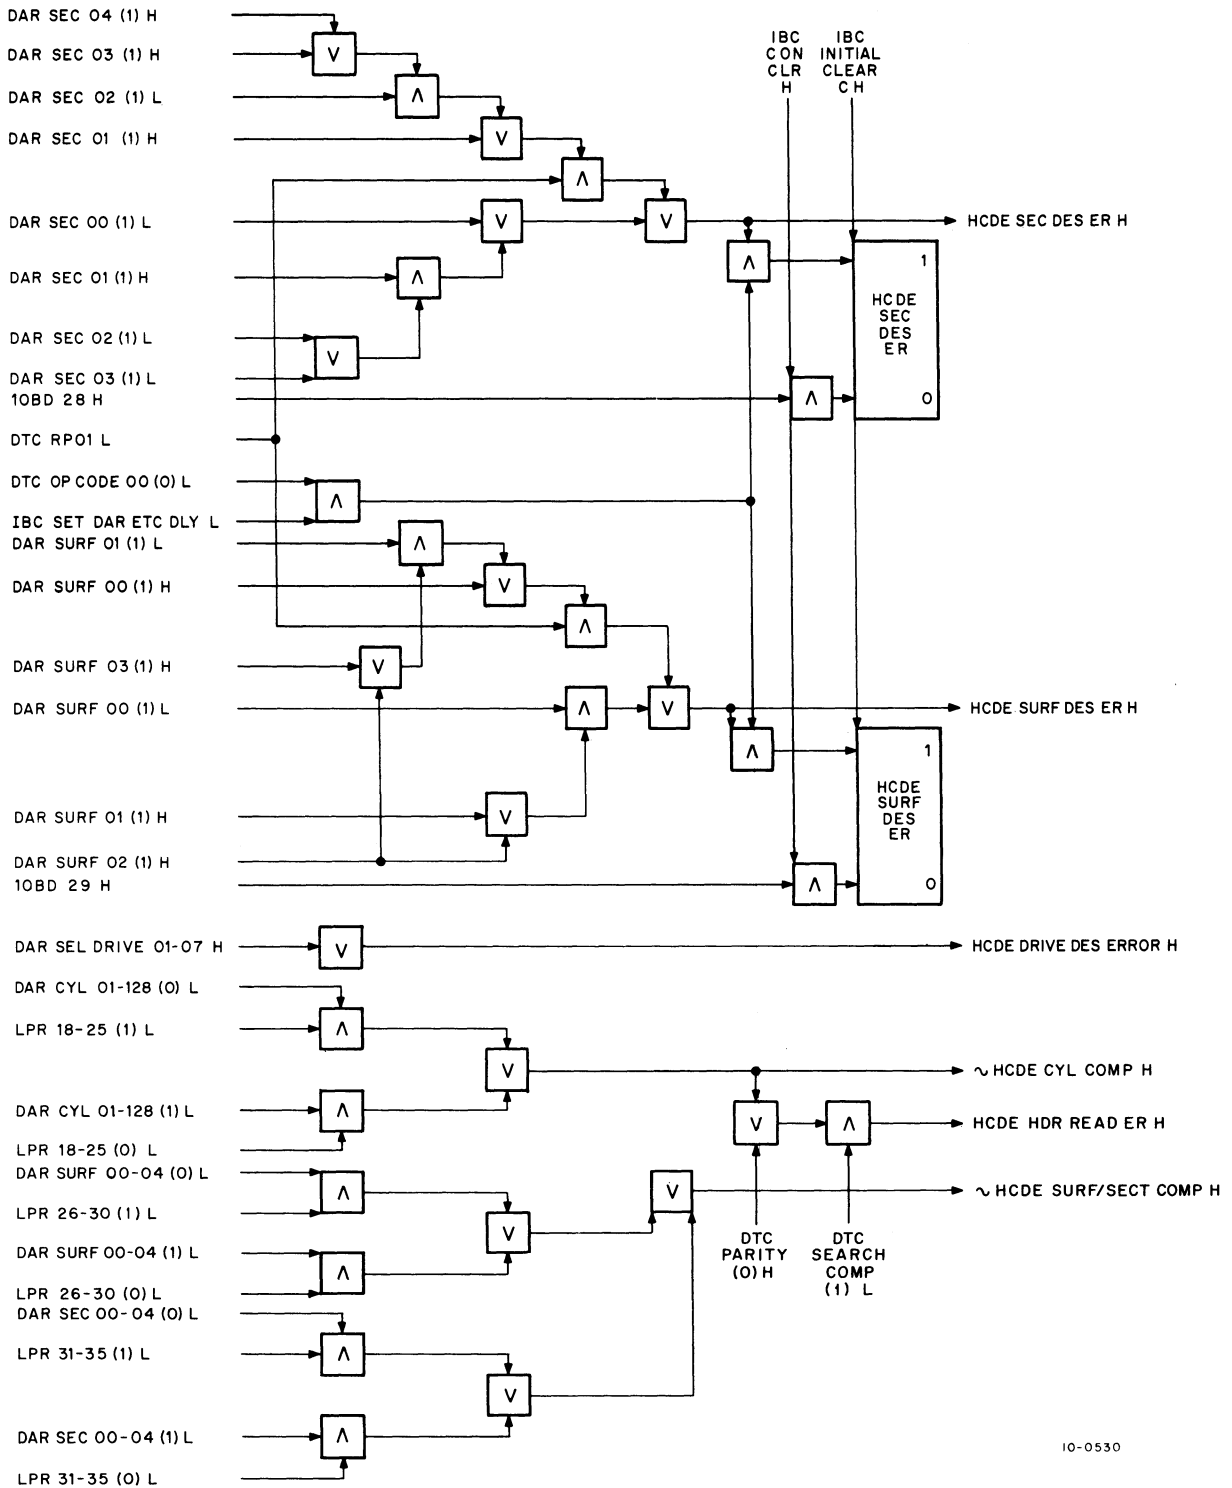 DAR SEC 04 (1) H
DAR SEC 03 (1) H
DAR SEC 02 (1) L
DAR SEC 01 (1) H
IBC
CON
CLR
H
IBC
INITIAL
CLEAR
C H
V
Λ
V
Λ
DAR SEC 00 (1) L
V
V
HCDE SEC DES ER H
DAR SEC 01 (1) H
Λ
Λ
1
HCDE
SEC
DES
ER
0
DAR SEC 02 (1) L
V
DAR SEC 03 (1) L
10BD 28 H
Λ
DTC RP01 L
DTC OP CODE 00 (0) L
Λ
IBC SET DAR ETC DLY L
DAR SURF 01 (1) L
Λ
DAR SURF 00 (1) H
V
Λ
DAR SURF 03 (1) H
V
DAR SURF 00 (1) L
Λ
V
HCDE SURF DES ER H
Λ
1
HCDE
SURF
DES
ER
0
DAR SURF 01 (1) H
V
DAR SURF 02 (1) H
10BD 29 H
Λ
DAR SEL DRIVE 01-07 H
V
HCDE DRIVE DES ERROR H
DAR CYL 01-128 (0) L
LPR 18-25 (1) L
Λ
V
~HCDE CYL COMP H
DAR CYL 01-128 (1) L
Λ
V
Λ
HCDE HDR READ ER H
LPR 18-25 (0) L
DAR SURF 00-04 (0) L
Λ
V
~HCDE SURF/SECT COMP H
LPR 26-30 (1) L
V
DTC
PARITY
(0) H
DTC
SEARCH
COMP
(1) L
DAR SURF 00-04 (1) L
Λ
LPR 26-30 (0) L
DAR SEC 00-04 (0) L
LPR 31-35 (1) L
Λ
V
DAR SEC 00-04 (1) L
Λ
LPR 31-35 (0) L
10-0530